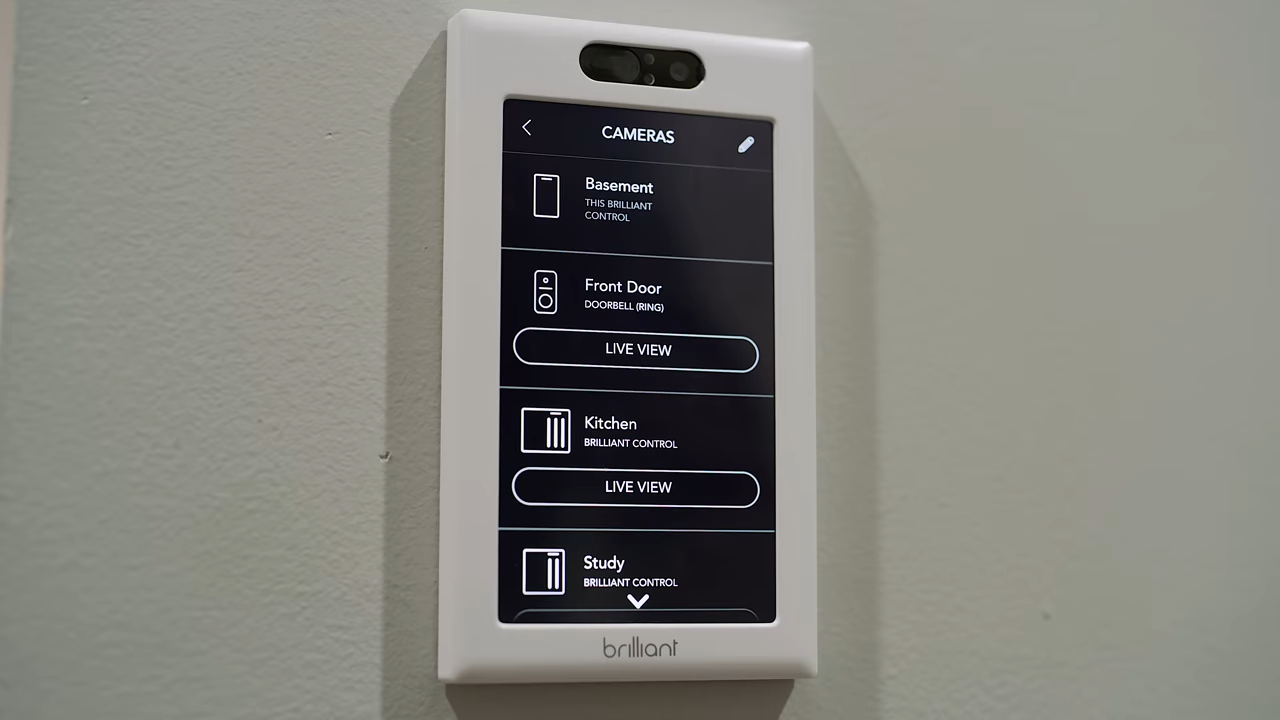 CAMERAS
Basement
THIS BRILLIANT
CONTROL
Front Door
DOORBELL (RING)
LIVE VIEW
Kitchen
BRILLIANT CONTROL
LIVE VIEW
Study
BRILLIANT CONTROL
brilliant